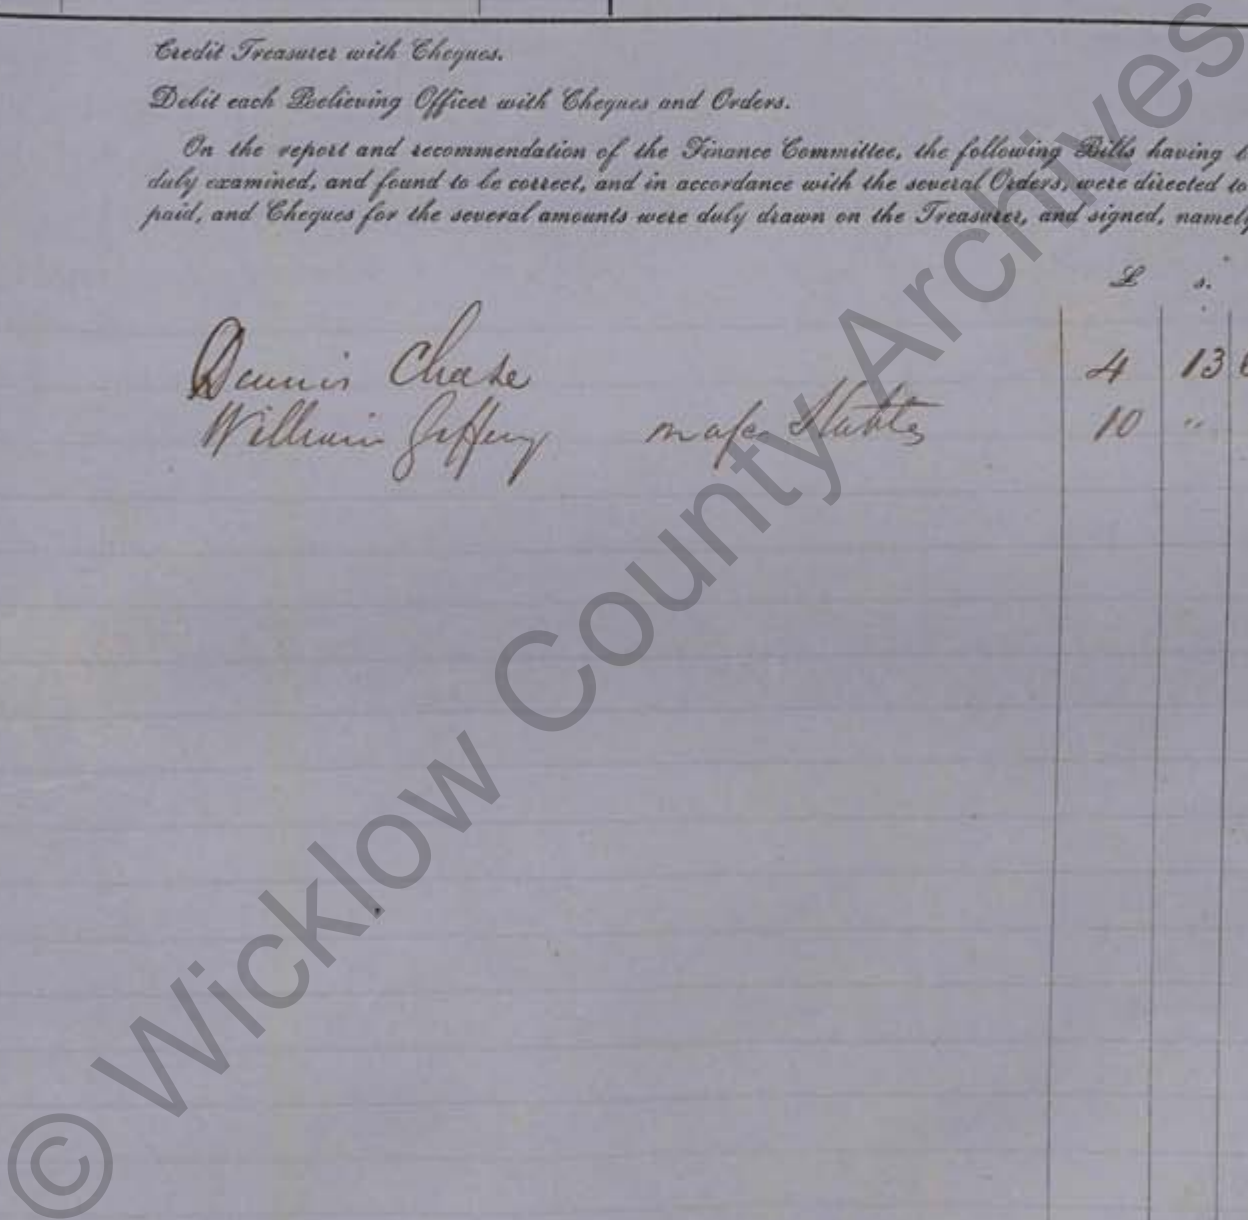 Credit Treasurer with Cheques.
Debit each Relieving Officer with Cheques and Orders.
On the report and recommendation of the Finance Committee, the following Bills having b
duly examined, and found to be correct, and in accordance with the several Orders, were directed to
paid, and Cheques for the several amounts were duly drawn on the Treasurer, and signed, namely
£ s.
Dennis Chase 4 13 6
William Jeffery 10 "
© Wicklow County Archives